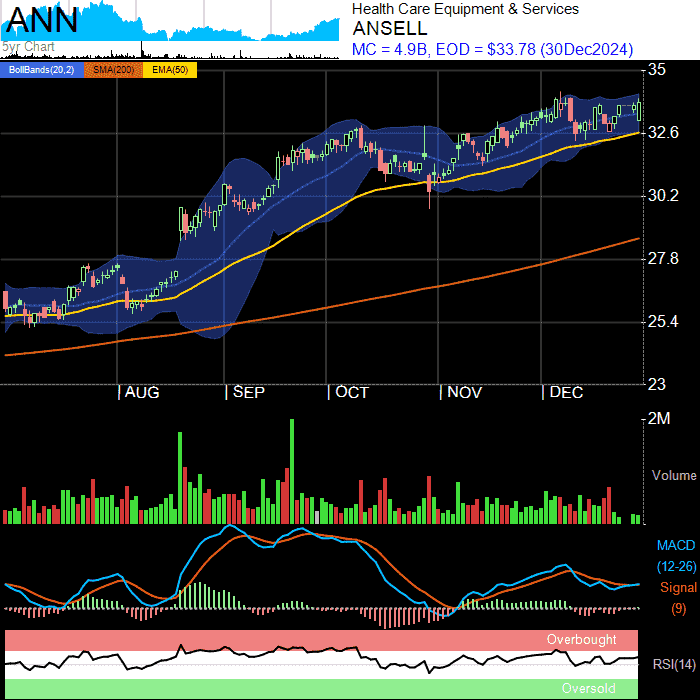 ANN
5yr Chart
Health Care Equipment & Services
ANSELL
MC = 4.9B, EOD = $33.78 (30Dec2024)
BollBands(20,2) SMA(200) EMA(50)
35
32.6
30.2
27.8
25.4
23
AUG SEP OCT NOV DEC
2M
Volume
MACD
(12-26)
Signal
(9)
Overbought
RSI(14)
Oversold